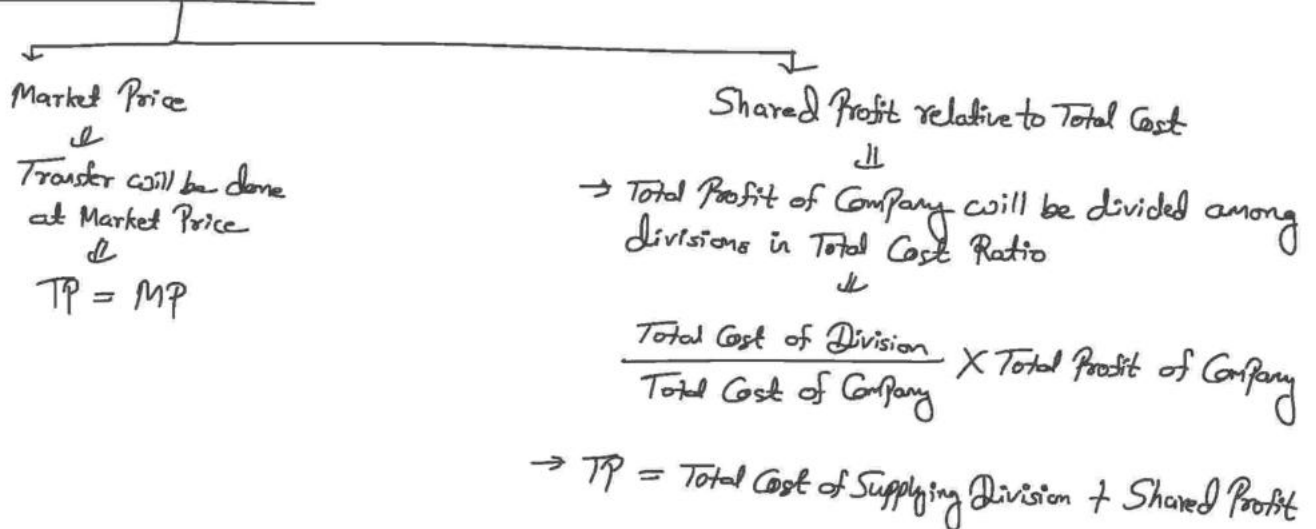 Market Price
Transfer will be done
at Market Price
TP = MP
Shared Profit relative to Total Cost
→ Total Profit of Company will be divided among
divisions in Total Cost Ratio
Total Cost of Division
Total Cost of Company
X Total Profit of Company
→ TP = Total Cost of Supplying Division + Shared Profit